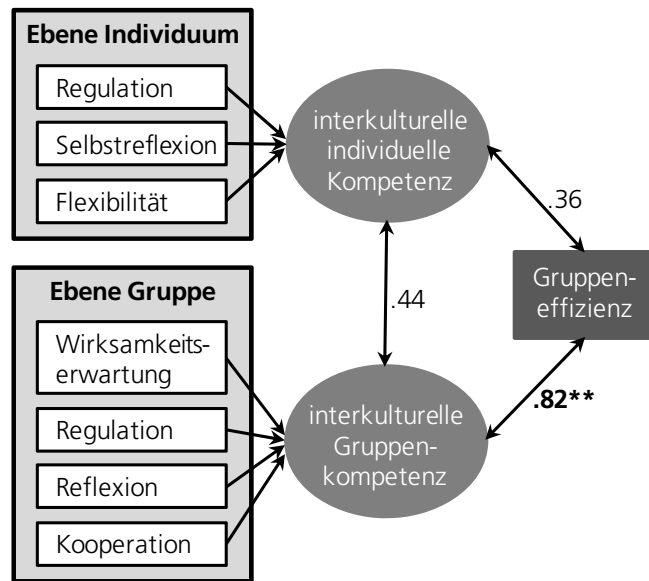 Ebene Individuum
Regulation
Selbstreflexion
Flexibilität
interkulturelle
individuelle
Kompetenz
.36
.44
Gruppen-
effizienz
Ebene Gruppe
Wirksamkeits-
erwartung
Regulation
Reflexion
Kooperation
interkulturelle
Gruppen-
kompetenz
.82**